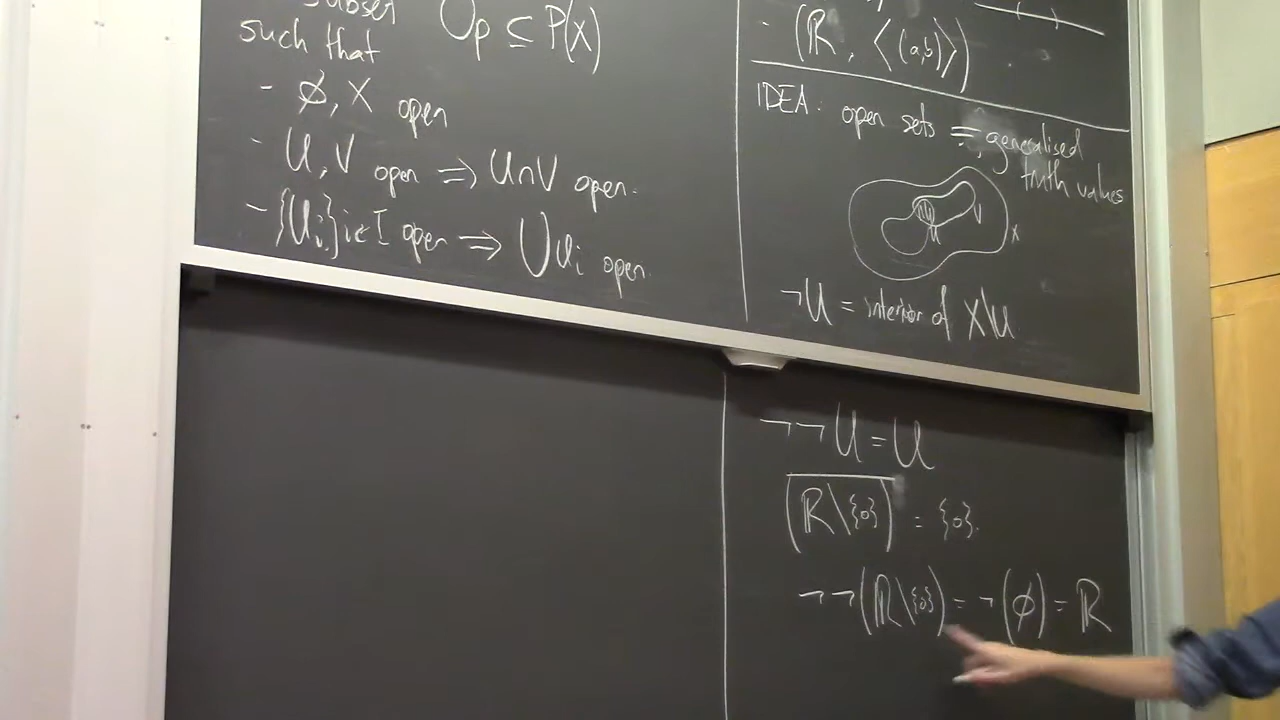 subset Op ⊆ P(X)
such that
- ∅, X open
- U, V open ⇒ U∩V open.
- {Ui}i∈I open ⇒ ⋃Ui open.
- (ℝ, ⟨(a,b)⟩)
IDEA: open sets = generalised
truth values
V
U
X
¬U = interior of X\U
¬¬U = U
\overline{(ℝ\{0})} = {0}.
¬¬(ℝ\{0}) = ¬(∅) = ℝ